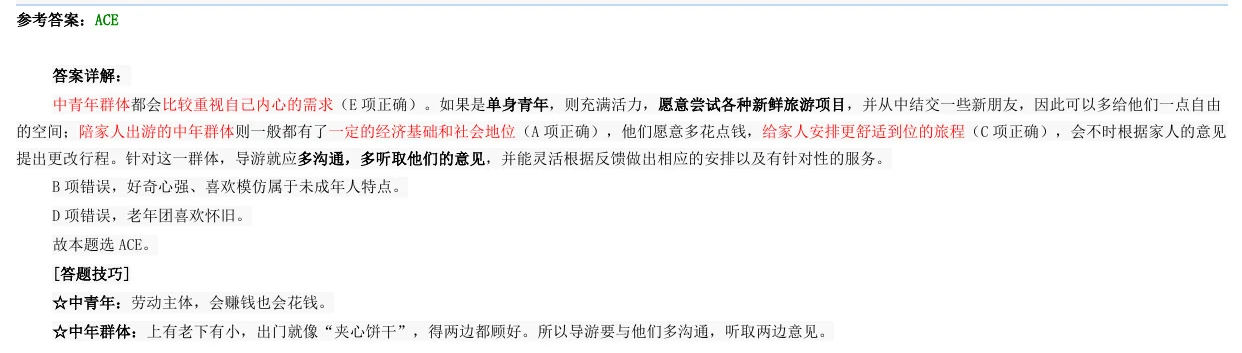 参考答案：ACE
答案详解：
中青年群体都会比较重视自己内心的需求（E 项正确）。如果是单身青年，则充满活力，愿意尝试各种新鲜旅游项目，并从中结交一些新朋友，因此可以多给他们一点自由
的空间；陪家人出游的中年群体则一般都有了一定的经济基础和社会地位（A 项正确），他们愿意多花点钱，给家人安排更舒适到位的旅程（C 项正确），会不时根据家人的意见
提出更改行程。针对这一群体，导游就应多沟通，多听取他们的意见，并能灵活根据反馈做出相应的安排以及有针对性的服务。
B 项错误，好奇心强、喜欢模仿属于未成年人特点。
D 项错误，老年团喜欢怀旧。
故本题选 ACE。
[答题技巧]
☆中青年：劳动主体，会赚钱也会花钱。
☆中年群体：上有老下有小，出门就像“夹心饼干”，得两边都顾好。所以导游要与他们多沟通，听取两边意见。